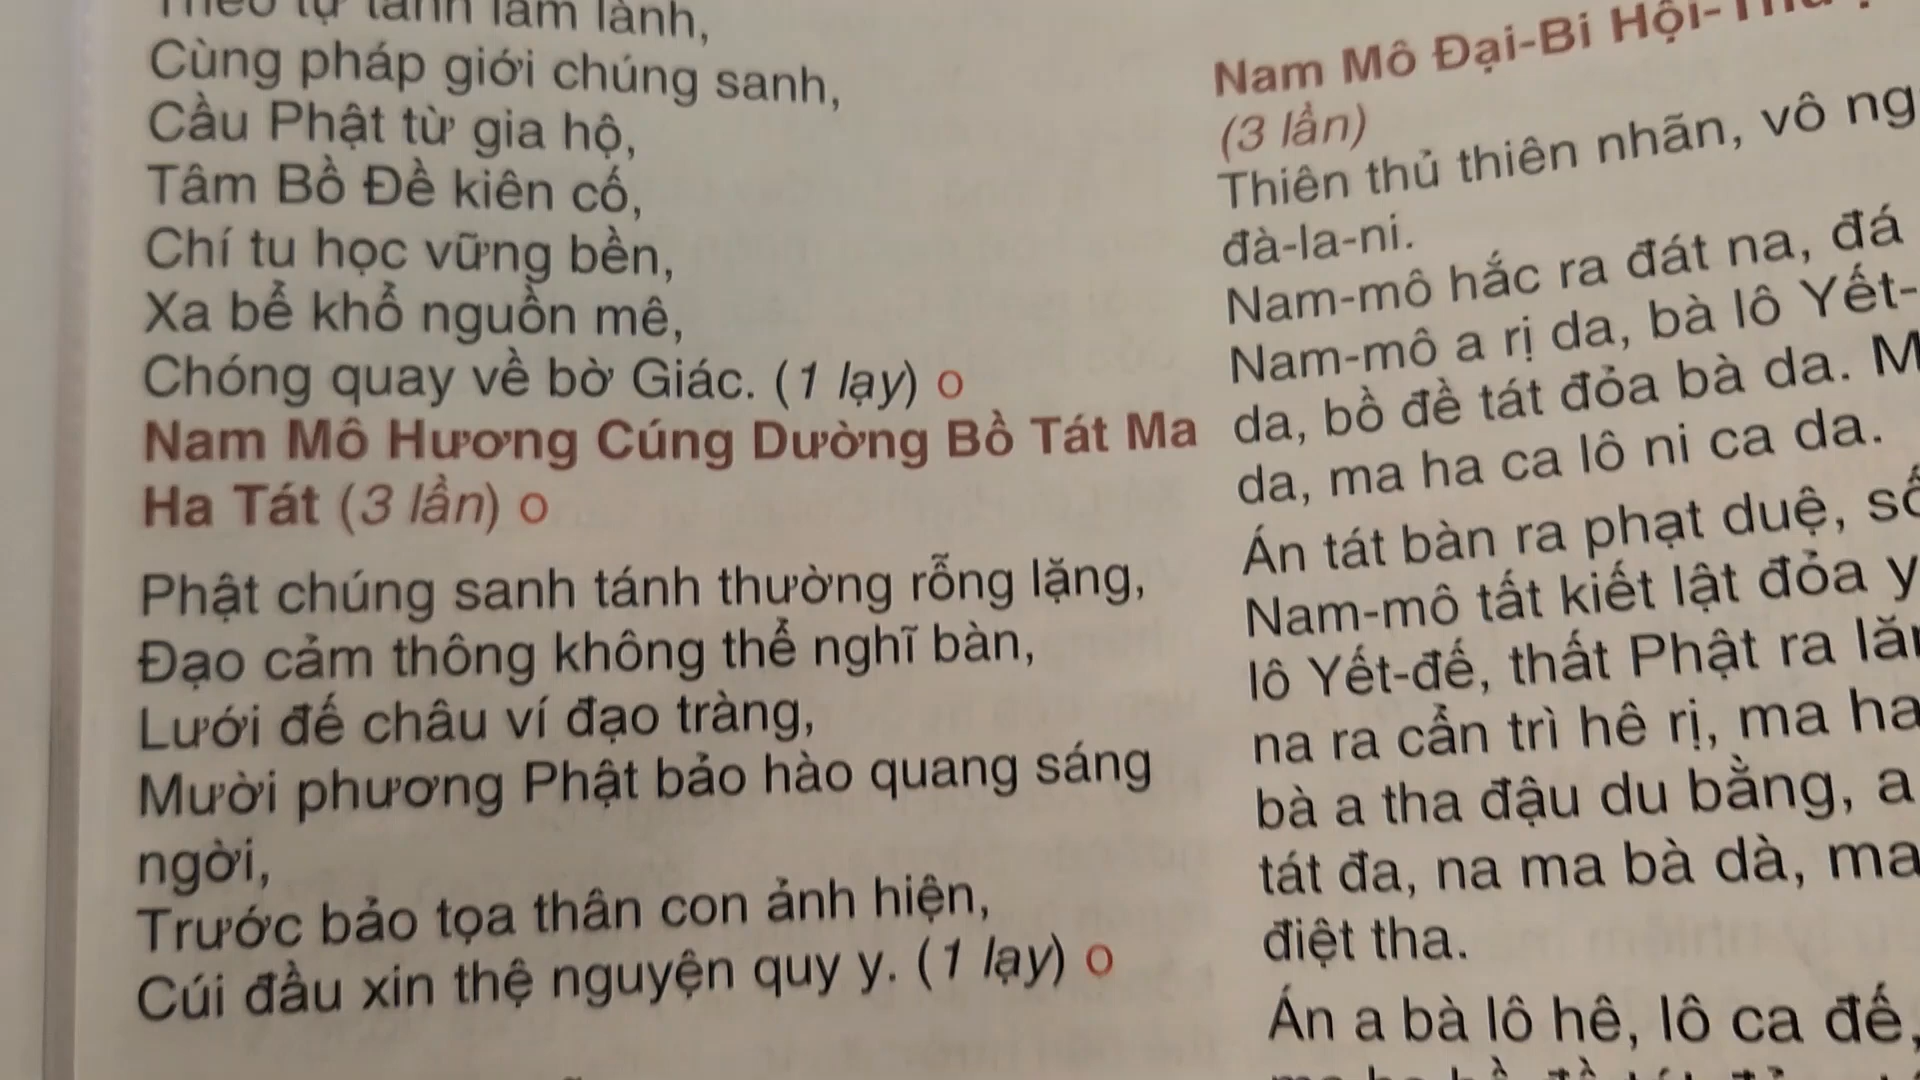 Theo tự tánh làm lành,
Cùng pháp giới chúng sanh,
Cầu Phật từ gia hộ,
Tâm Bồ Đề kiên cố,
Chí tu học vững bền,
Xa bể khổ nguồn mê,
Chóng quay về bờ Giác. (1 lạy) o
Nam Mô Hương Cúng Dường Bồ Tát Ma
Ha Tát (3 lần) o
Phật chúng sanh tánh thường rỗng lặng,
Đạo cảm thông không thể nghĩ bàn,
Lưới đế châu ví đạo tràng,
Mười phương Phật bảo hào quang sáng
ngời,
Trước bảo tọa thân con ảnh hiện,
Cúi đầu xin thệ nguyện quy y. (1 lạy) o
Nam Mô Đại-Bi Hội-
(3 lần)
Thiên thủ thiên nhãn, vô
đà-la-ni.
Nam-mô hắc ra đát na, đá
Nam-mô a rị da, bà lô Yết-
da, bồ đề tát đỏa bà da.
da, ma ha ca lô ni ca da.
Án tát bàn ra phạt duệ,
Nam-mô tất kiết lật đỏa
lô Yết-đế, thất Phật ra
na ra cẩn trì hê rị, ma ha
bà a tha đậu du bằng, a
tát đa, na ma bà dà, ma
điệt tha.
Án a bà lô hê, lô ca đế,